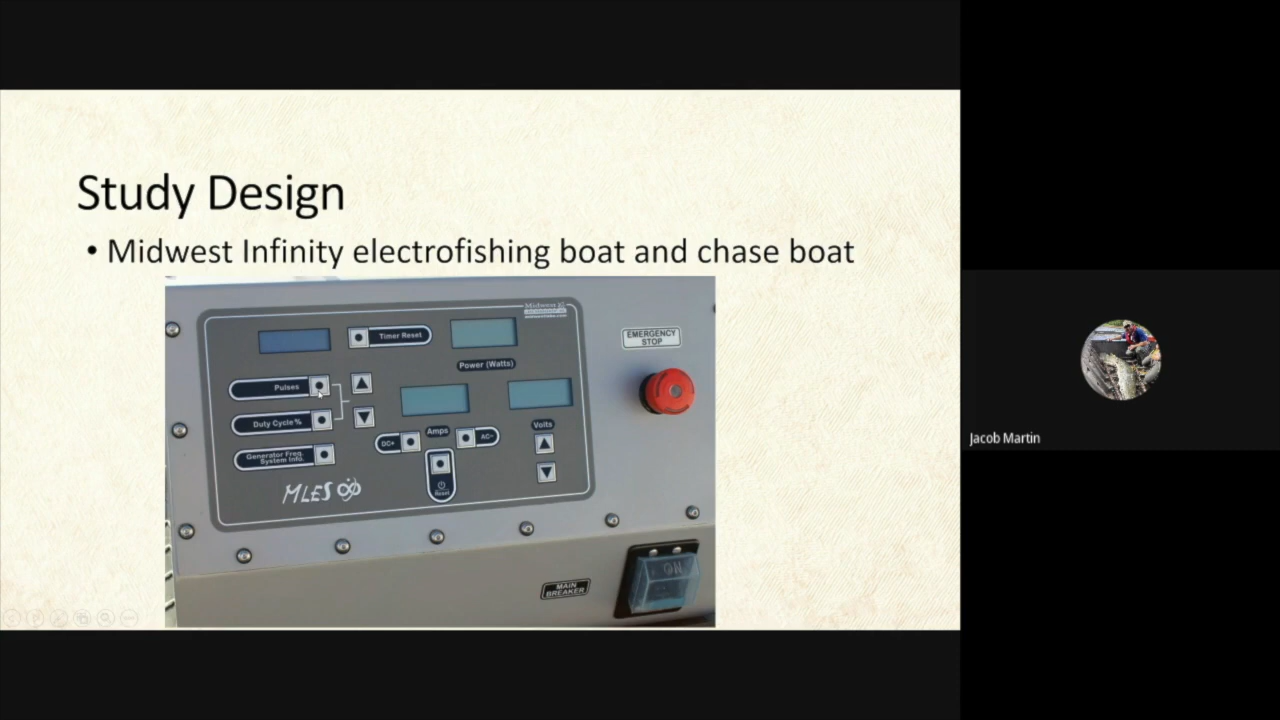 Study Design
• Midwest Infinity electrofishing boat and chase boat
Midwest
Timer Reset
EMERGENCY
STOP
Power (Watts)
Pulses
Duty Cycle%
Amps
Volts
DC+
AC~
Generator Freq.
System Info.
Reset
MLES
MAIN
BREAKER
ON
Jacob Martin